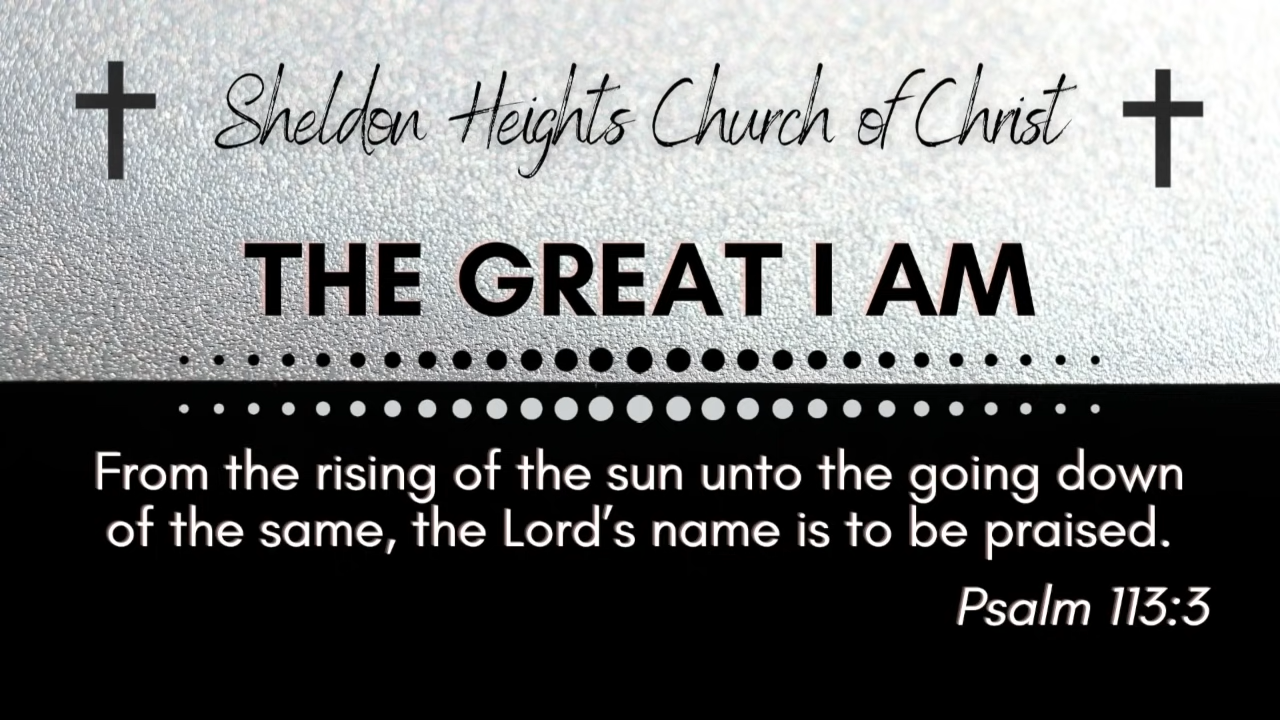 Sheldon Heights Church of Christ
THE GREAT I AM
From the rising of the sun unto the going down
of the same, the Lord's name is to be praised.
Psalm 113:3